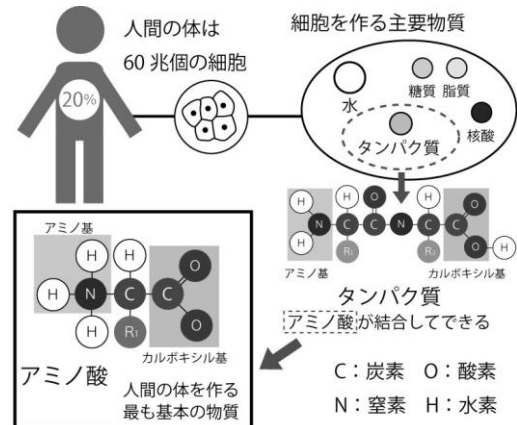 人間の体は
60 兆個の細胞
20%
細胞を作る主要物質
水
糖質 脂質
核酸
タンパク質
H H O H O
H N C C N C C
H R1 R2 O H
アミノ基 カルボキシル基
タンパク質
アミノ酸が結合してできる
アミノ基
H H O
H N C C
H R1 O
カルボキシル基
アミノ酸
人間の体を作る
最も基本の物質
C：炭素 O：酸素
N：窒素 H：水素